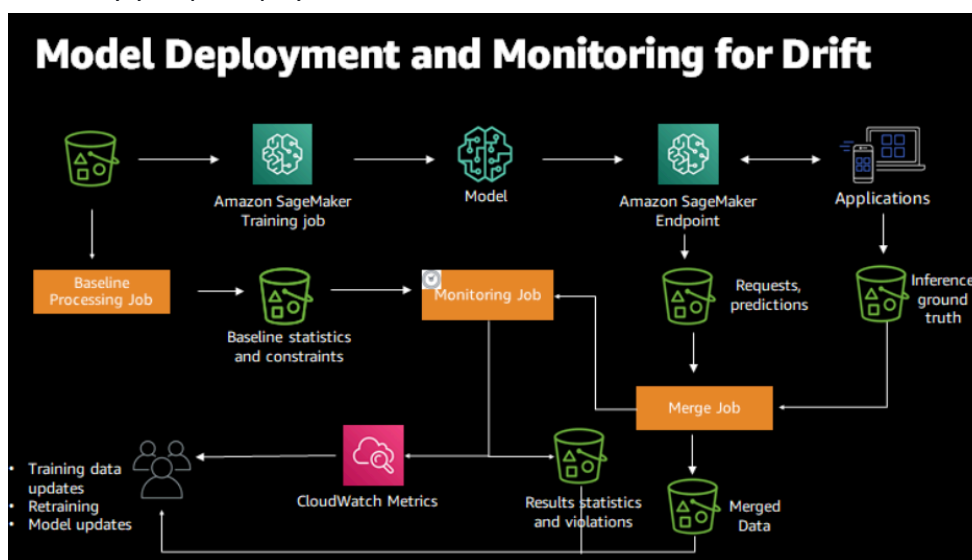 Model Deployment and Monitoring for Drift
Amazon SageMaker
Training job
Model
Amazon SageMaker
Endpoint
Applications
Baseline
Processing Job
Baseline statistics
and constraints
Monitoring Job
Requests,
predictions
Inference
ground
truth
Merge Job
• Training data
updates
• Retraining
• Model updates
CloudWatch Metrics
Results statistics
and violations
Merged
Data